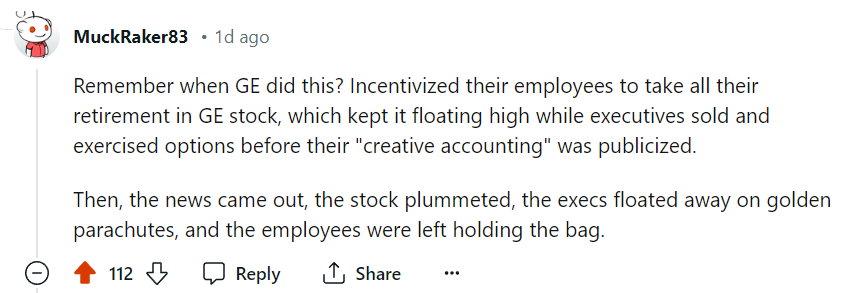 MuckRaker83 • 1d ago
Remember when GE did this? Incentivized their employees to take all their
retirement in GE stock, which kept it floating high while executives sold and
exercised options before their "creative accounting" was publicized.
Then, the news came out, the stock plummeted, the execs floated away on golden
parachutes, and the employees were left holding the bag.
112 Reply Share ...